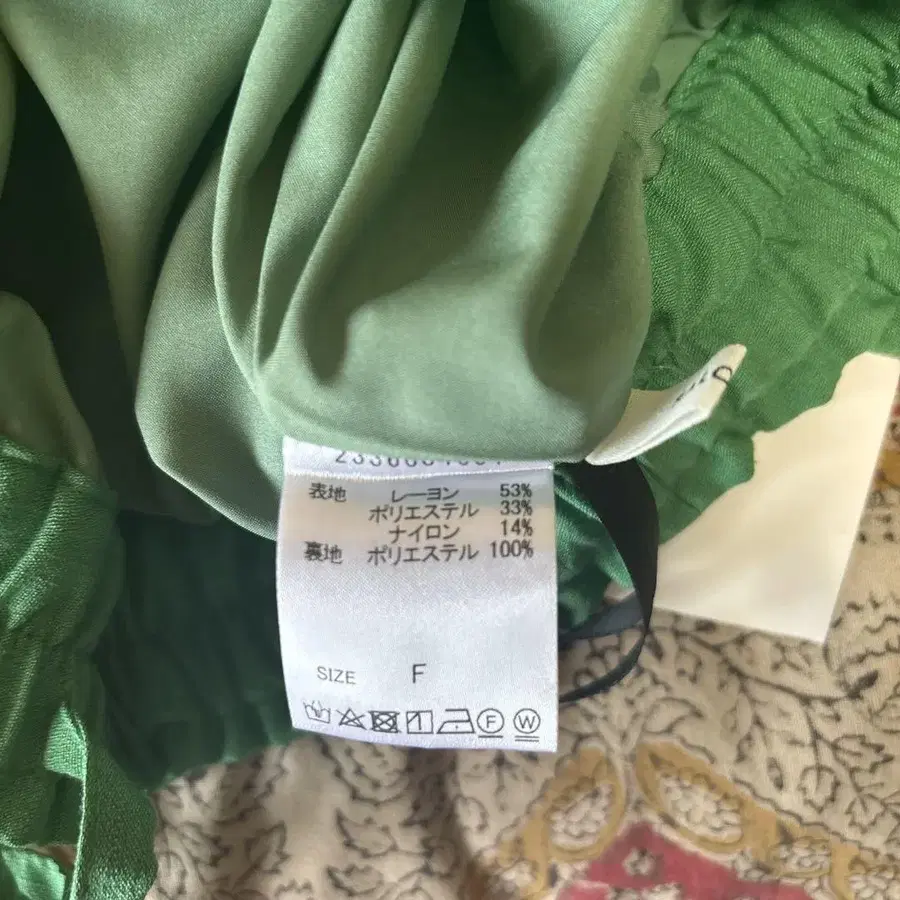 表地 レーヨン 53%
ポリエステル 33%
ナイロン 14%
裏地 ポリエステル 100%
SIZE F
F W